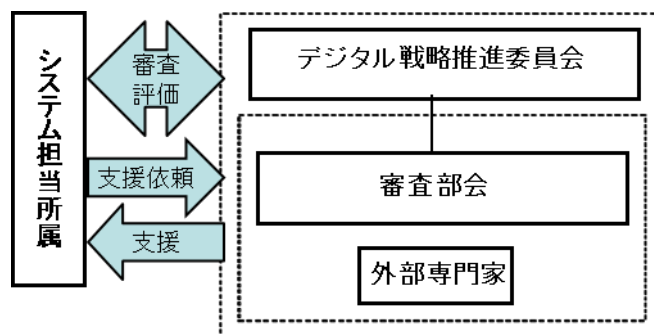 システム担当所属
審査
評価
支援依頼
支援
デジタル戦略推進委員会
審査部会
外部専門家